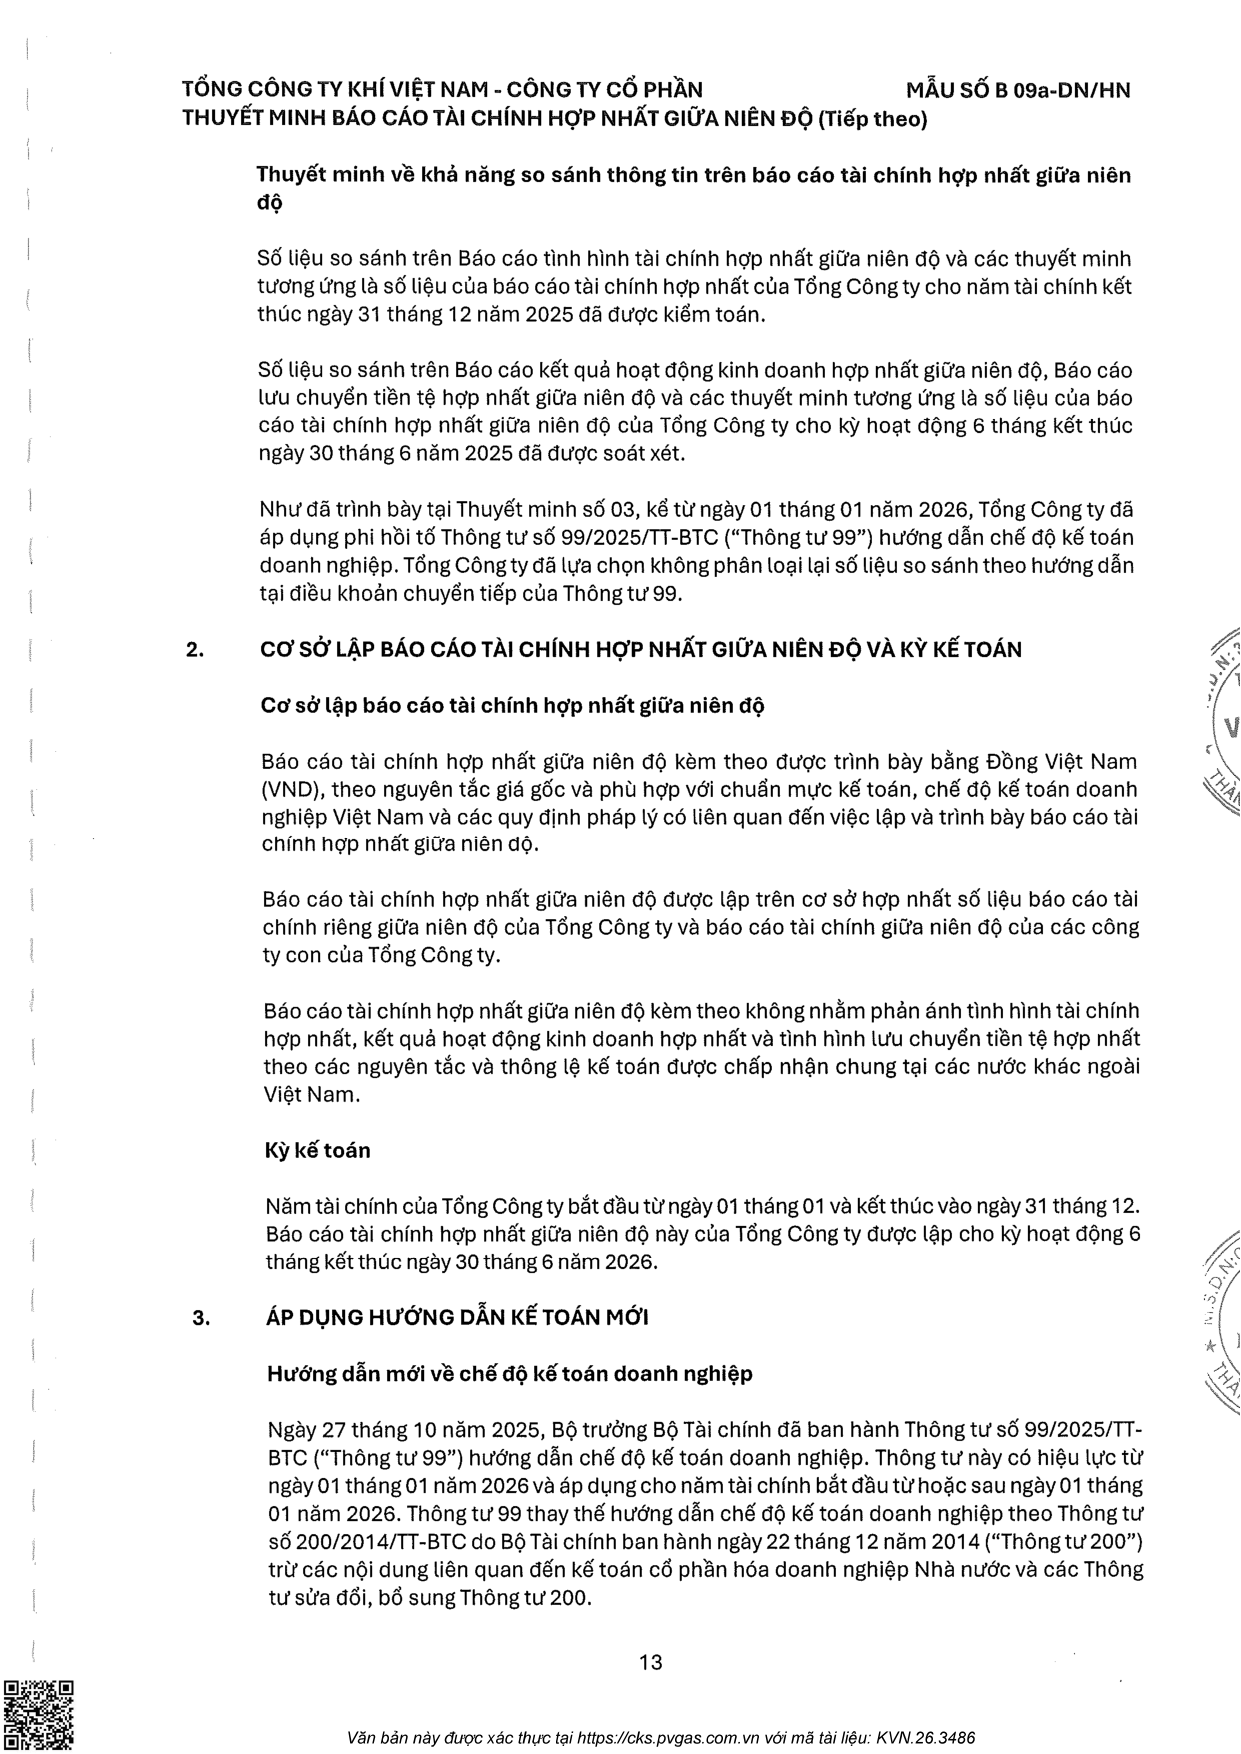 TỔNG CÔNG TY KHÍ VIỆT NAM - CÔNG TY CỔ PHẦN MẪU SỐ B 09a-DN/HN
THUYẾT MINH BÁO CÁO TÀI CHÍNH HỢP NHẤT GIỮA NIÊN ĐỘ (Tiếp theo)
Thuyết minh về khả năng so sánh thông tin trên báo cáo tài chính hợp nhất giữa niên
độ
Số liệu so sánh trên Báo cáo tình hình tài chính hợp nhất giữa niên độ và các thuyết minh
tương ứng là số liệu của báo cáo tài chính hợp nhất của Tổng Công ty cho năm tài chính kết
thúc ngày 31 tháng 12 năm 2025 đã được kiểm toán.
Số liệu so sánh trên Báo cáo kết quả hoạt động kinh doanh hợp nhất giữa niên độ, Báo cáo
lưu chuyển tiền tệ hợp nhất giữa niên độ và các thuyết minh tương ứng là số liệu của báo
cáo tài chính hợp nhất giữa niên độ của Tổng Công ty cho kỳ hoạt động 6 tháng kết thúc
ngày 30 tháng 6 năm 2025 đã được soát xét.
Như đã trình bày tại Thuyết minh số 03, kể từ ngày 01 tháng 01 năm 2026, Tổng Công ty đã
áp dụng phi hồi tố Thông tư số 99/2025/TT-BTC (“Thông tư 99”) hướng dẫn chế độ kế toán
doanh nghiệp. Tổng Công ty đã lựa chọn không phân loại lại số liệu so sánh theo hướng dẫn
tại điều khoản chuyển tiếp của Thông tư 99.
2. CƠ SỞ LẬP BÁO CÁO TÀI CHÍNH HỢP NHẤT GIỮA NIÊN ĐỘ VÀ KỲ KẾ TOÁN
Cơ sở lập báo cáo tài chính hợp nhất giữa niên độ
Báo cáo tài chính hợp nhất giữa niên độ kèm theo được trình bày bằng Đồng Việt Nam
(VND), theo nguyên tắc giá gốc và phù hợp với chuẩn mực kế toán, chế độ kế toán doanh
nghiệp Việt Nam và các quy định pháp lý có liên quan đến việc lập và trình bày báo cáo tài
chính hợp nhất giữa niên độ.
Báo cáo tài chính hợp nhất giữa niên độ được lập trên cơ sở hợp nhất số liệu báo cáo tài
chính riêng giữa niên độ của Tổng Công ty và báo cáo tài chính giữa niên độ của các công
ty con của Tổng Công ty.
Báo cáo tài chính hợp nhất giữa niên độ kèm theo không nhằm phản ánh tình hình tài chính
hợp nhất, kết quả hoạt động kinh doanh hợp nhất và tình hình lưu chuyển tiền tệ hợp nhất
theo các nguyên tắc và thông lệ kế toán được chấp nhận chung tại các nước khác ngoài
Việt Nam.
Kỳ kế toán
Năm tài chính của Tổng Công ty bắt đầu từ ngày 01 tháng 01 và kết thúc vào ngày 31 tháng 12.
Báo cáo tài chính hợp nhất giữa niên độ này của Tổng Công ty được lập cho kỳ hoạt động 6
tháng kết thúc ngày 30 tháng 6 năm 2026.
3. ÁP DỤNG HƯỚNG DẪN KẾ TOÁN MỚI
Hướng dẫn mới về chế độ kế toán doanh nghiệp
Ngày 27 tháng 10 năm 2025, Bộ trưởng Bộ Tài chính đã ban hành Thông tư số 99/2025/TT-
BTC (“Thông tư 99”) hướng dẫn chế độ kế toán doanh nghiệp. Thông tư này có hiệu lực từ
ngày 01 tháng 01 năm 2026 và áp dụng cho năm tài chính bắt đầu từ hoặc sau ngày 01 tháng
01 năm 2026. Thông tư 99 thay thế hướng dẫn chế độ kế toán doanh nghiệp theo Thông tư
số 200/2014/TT-BTC do Bộ Tài chính ban hành ngày 22 tháng 12 năm 2014 (“Thông tư 200”)
trừ các nội dung liên quan đến kế toán cổ phần hóa doanh nghiệp Nhà nước và các Thông
tư sửa đổi, bổ sung Thông tư 200.
13
Văn bản này được xác thực tại https://cks.pvgas.com.vn với mã tài liệu: KVN.26.3486